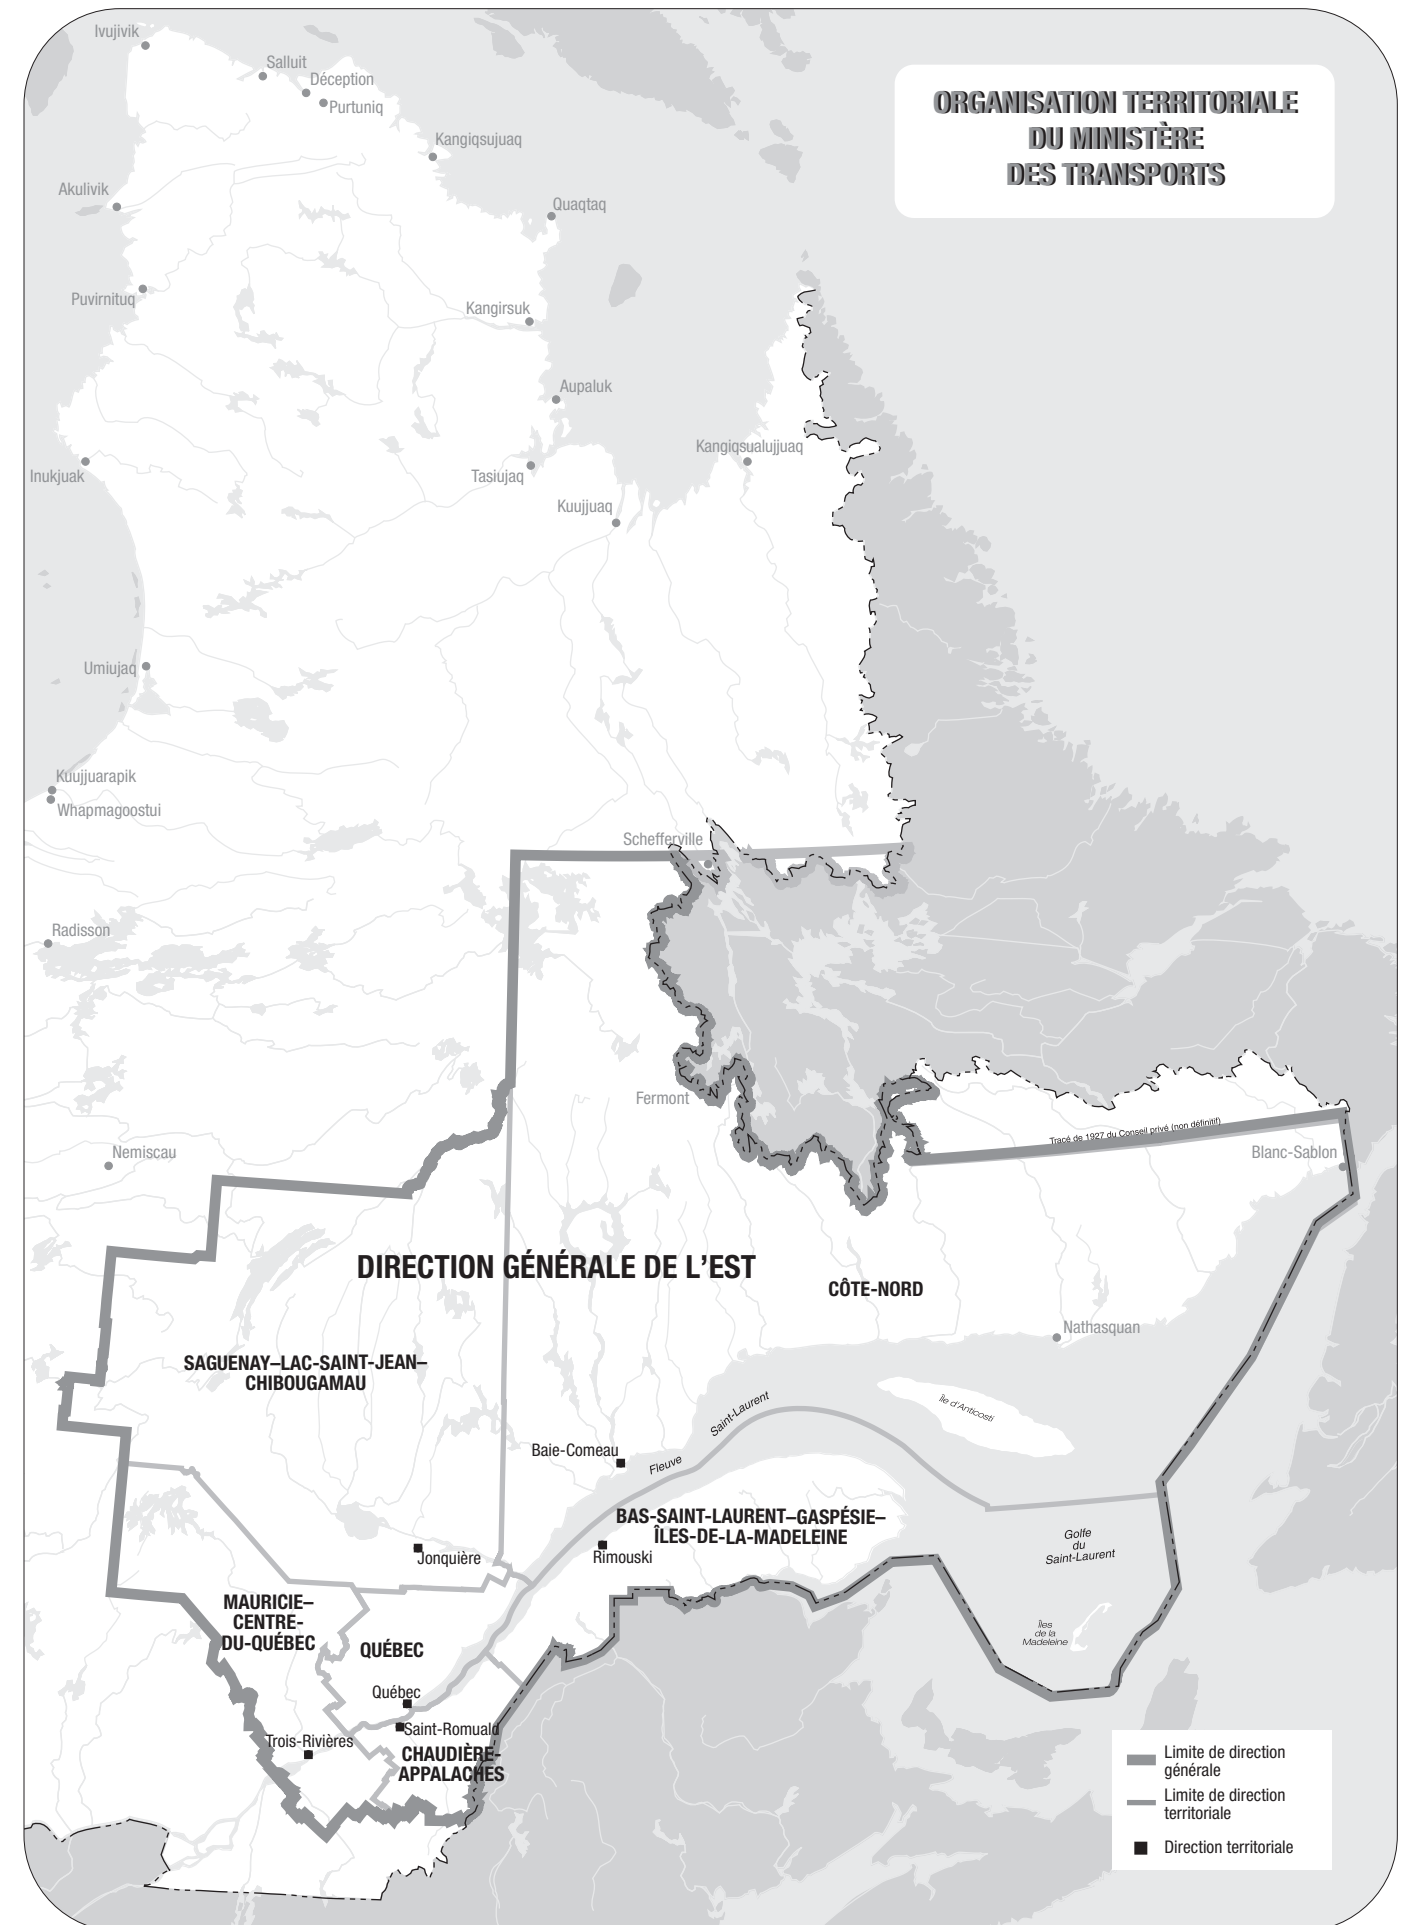 ORGANISATION TERRITORIALE
DU MINISTÈRE
DES TRANSPORTS
Ivujivik
Salluit
Déception
Purtuniq
Kangiqsujuaq
Akulivik
Quaqtaq
Puvirnituq
Kangirsuk
Aupaluk
Kangiqsualujjuaq
Inukjuak
Tasiujaq
Kuujjuaq
Umiujaq
Kuujjuarapik
Whapmagoostui
Schefferville
Radisson
Fermont
Tracé de 1927 du Conseil privé (non définitif)
Nemiscau
Blanc-Sablon
DIRECTION GÉNÉRALE DE L'EST
CÔTE-NORD
Nathasquan
SAGUENAY–LAC-SAINT-JEAN–
CHIBOUGAMAU
Île d'Anticosti
Fleuve Saint-Laurent
Baie-Comeau
BAS-SAINT-LAURENT–GASPÉSIE–
ÎLES-DE-LA-MADELEINE
Golfe
du
Saint-Laurent
Jonquière
Rimouski
MAURICIE–
CENTRE-
DU-QUÉBEC
QUÉBEC
Îles
de la
Madeleine
Québec
Saint-Romuald
Trois-Rivières
CHAUDIÈRE-
APPALACHES
Limite de direction
générale
Limite de direction
territoriale
Direction territoriale